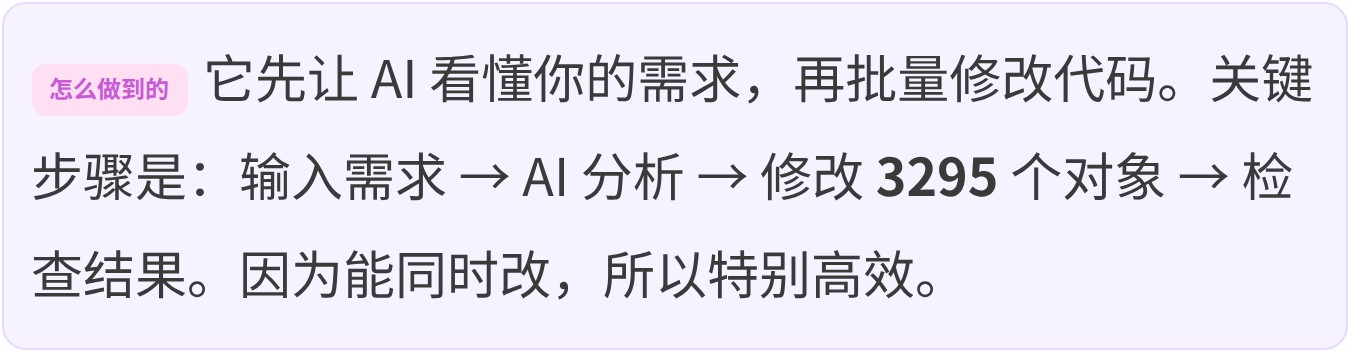 怎么做到的 它先让 AI 看懂你的需求，再批量修改代码。关键
步骤是：输入需求 → AI 分析 → 修改 3295 个对象 → 检
查结果。因为能同时改，所以特别高效。